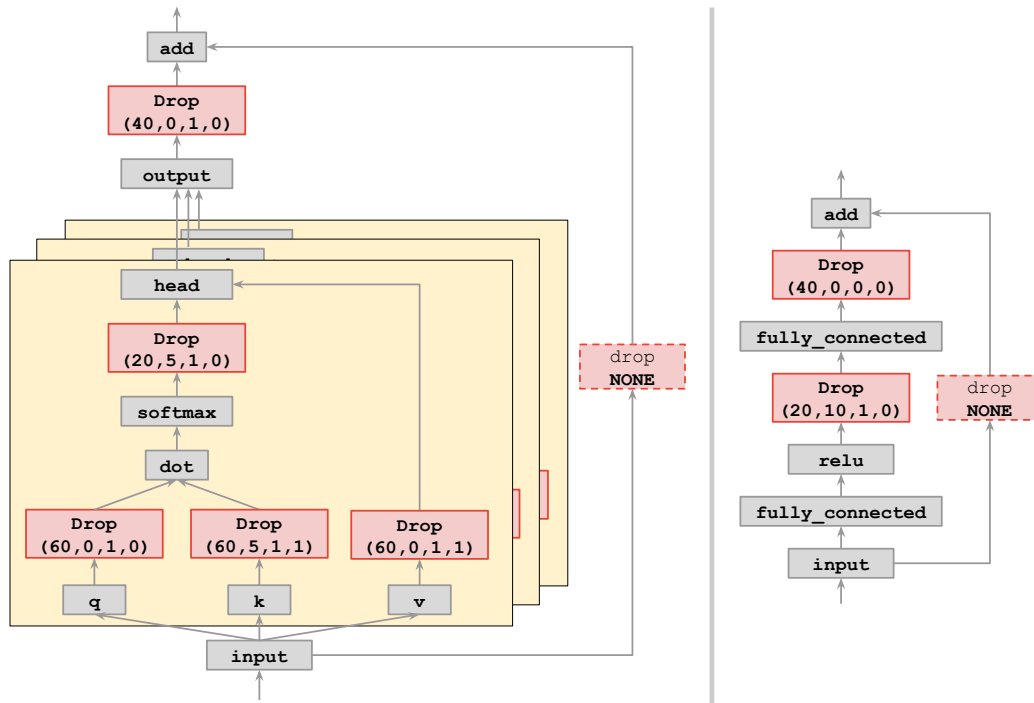 add
Drop
(40,0,1,0)
output
head
Drop
(20,5,1,0)
softmax
dot
Drop
(60,0,1,0)
Drop
(60,5,1,1)
Drop
(60,0,1,1)
q
k
v
input
drop
NONE
add
Drop
(40,0,0,0)
fully_connected
Drop
(20,10,1,0)
relu
fully_connected
input
drop
NONE